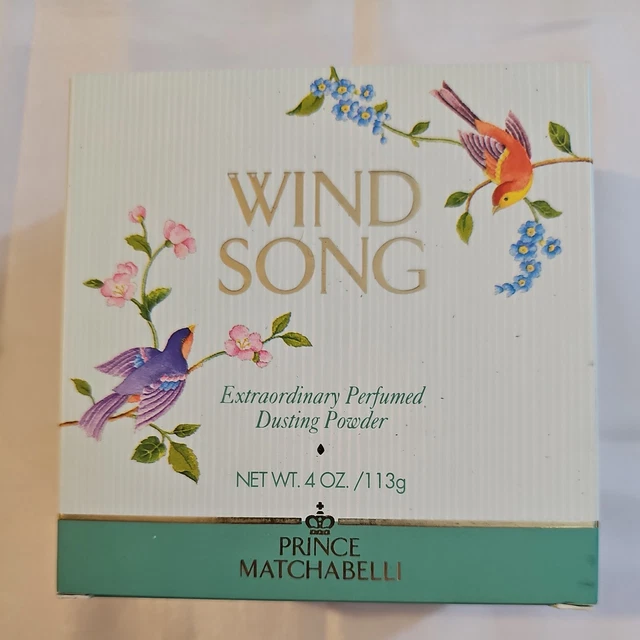 WIND
SONG
Extraordinary Perfumed
Dusting Powder
NET WT. 4 OZ. /113g
PRINCE
MATCHABELLI